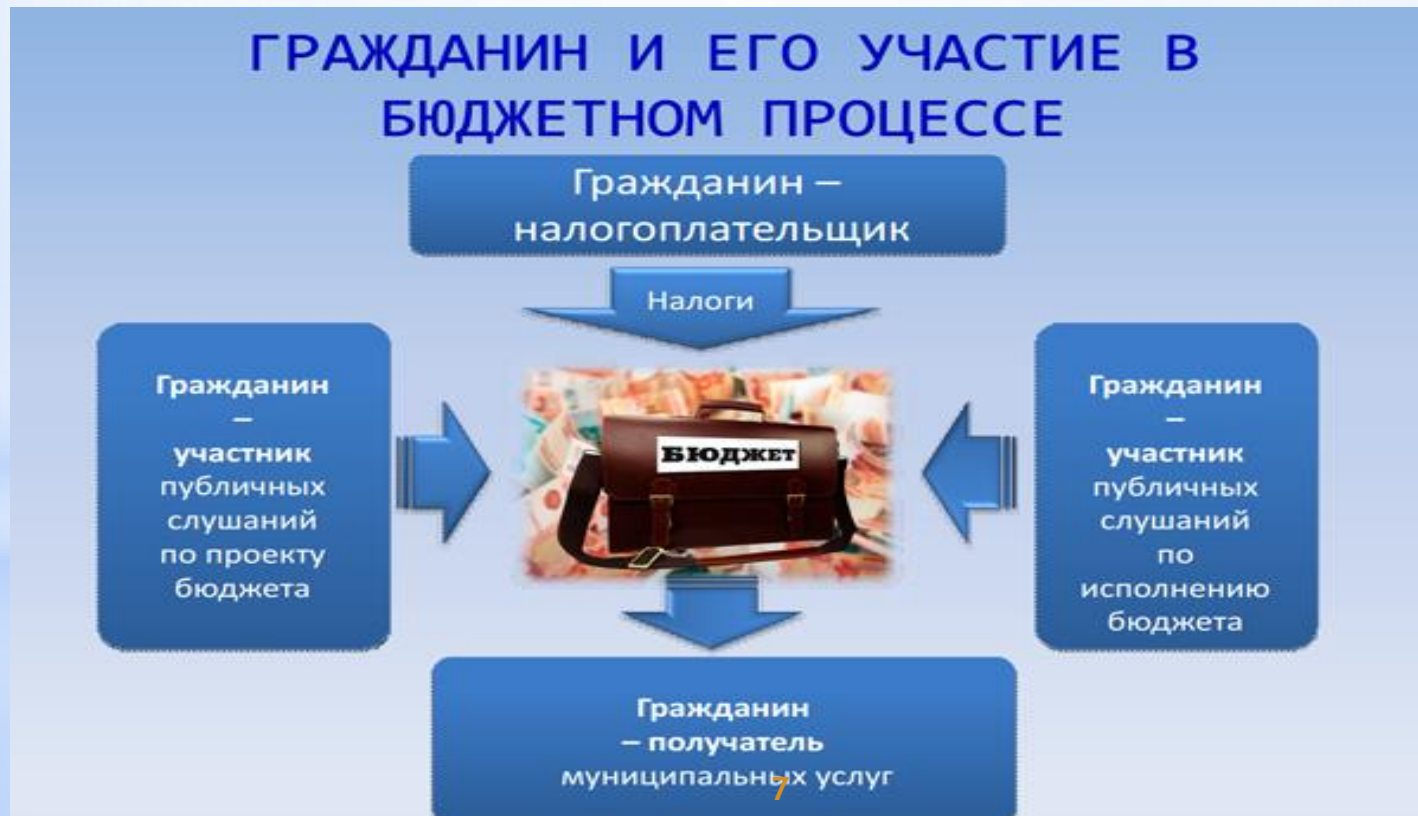 ГРАЖДАНИН И ЕГО УЧАСТИЕ В
БЮДЖЕТНОМ ПРОЦЕССЕ
Гражданин –
налогоплательщик
Налоги
Гражданин
–
участник
публичных
слушаний
по проекту
бюджета
БЮДЖЕТ
Гражданин
–
участник
публичных
слушаний
по
исполнению
бюджета
Гражданин
– получатель
муниципальных услуг
7